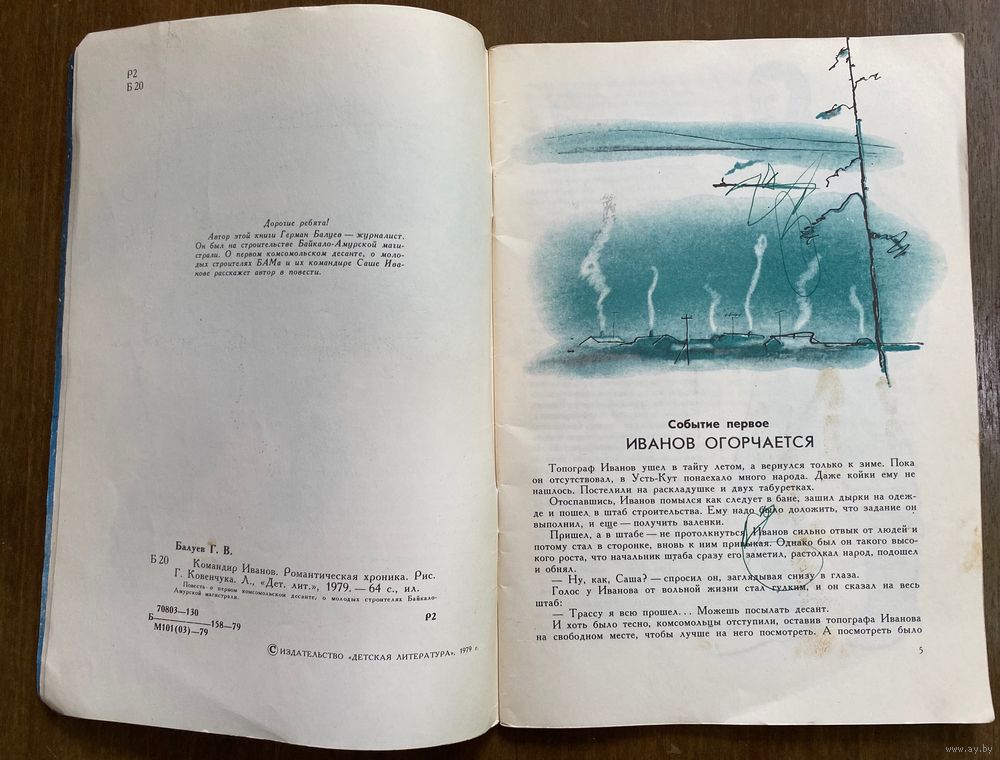 Р2
Б 20
Дорогие ребята!
Автор этой книги Герман Балуев — журналист.
Он был на строительстве Байкало-Амурской маги-
страли. О первом комсомольском десанте, о моло-
дых строителях БАМа и их командире Саше Ива-
нове расскажет автор в повести.
Балуев Г. В.
Б 20
Командир Иванов. Романтическая хроника. Рис.
Г. Ковенчука. Л., «Дет. лит.», 1979. — 64 с., ил.
Повесть о первом комсомольском десанте, о молодых строителях Байкало-
Амурской магистрали.
70803—130
Б
158—79
М101(03)—79
Р2
© ИЗДАТЕЛЬСТВО «ДЕТСКАЯ ЛИТЕРАТУРА». 1979 г.
Событие первое
ИВАНОВ ОГОРЧАЕТСЯ
Топограф Иванов ушел в тайгу летом, а вернулся только к зиме. Пока
он отсутствовал, в Усть-Кут понаехало много народа. Даже койки ему не
нашлось. Постелили на раскладушке и двух табуретках.
Отоспавшись, Иванов помылся как следует в бане, зашил дырки на одеж-
де и пошел в штаб строительства. Ему надо было доложить, что задание он
выполнил, и еще — получить валенки.
Пришел, а в штабе — не протолкнуться. Иванов сильно отвык от людей и
потому стал в сторонке, вновь к ним привыкая. Однако был он такого высо-
кого роста, что начальник штаба сразу его заметил, растолкал народ, подошел
и обнял.
— Ну, как, Саша? — спросил он, заглядывая снизу в глаза.
Голос у Иванова от вольной жизни стал гулким, и он сказал на весь
штаб:
— Трассу я всю прошел... Можешь посылать десант.
И хоть было тесно, комсомольцы отступили, оставив топографа Иванова
на свободном месте, чтобы лучше на него посмотреть. А посмотреть было
5
www.ay.by